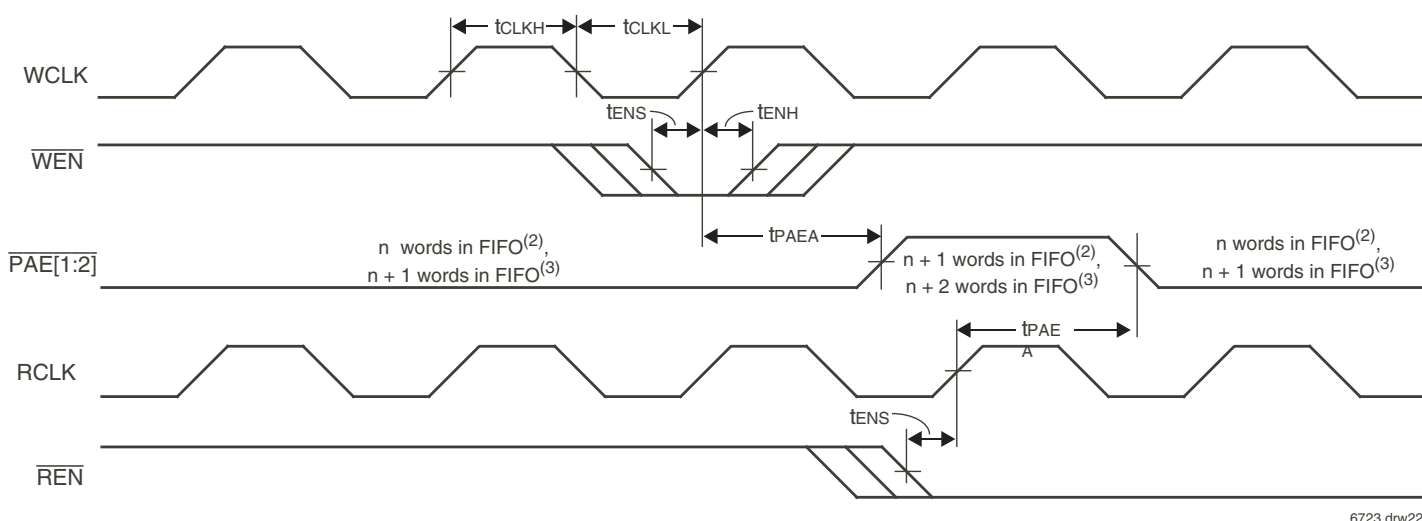 tCLKH tCLKL
WCLK
tENS tENH
WEN
tPAEA
PAE[1:2]
n words in FIFO(2),
n + 1 words in FIFO(3)
n + 1 words in FIFO(2),
n + 2 words in FIFO(3)
n words in FIFO(2),
n + 1 words in FIFO(3)
tPAE
A
RCLK
tENS
REN
6723 drw22